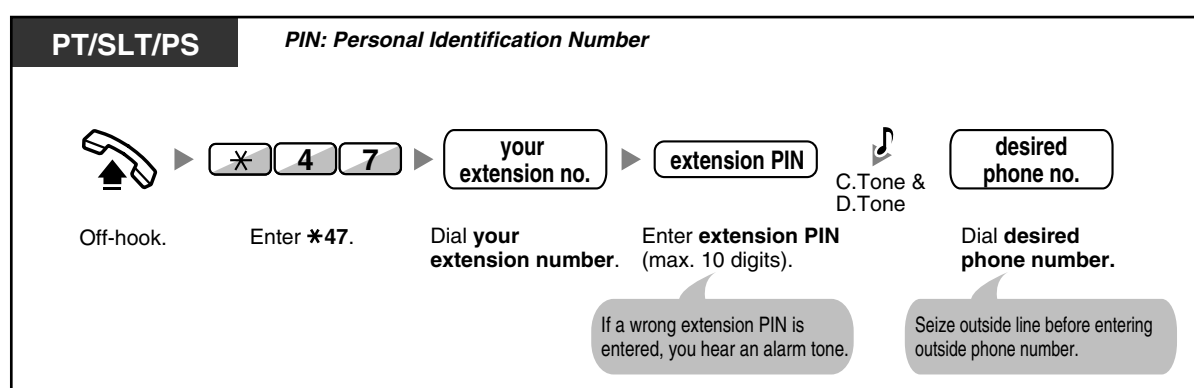 PT/SLT/PS
PIN: Personal Identification Number
* 4 7
your
extension no.
extension PIN
C.Tone &
D.Tone
desired
phone no.
Off-hook.
Enter *47.
Dial your
extension number.
Enter extension PIN
(max. 10 digits).
Dial desired
phone number.
If a wrong extension PIN is
entered, you hear an alarm tone.
Seize outside line before entering
outside phone number.